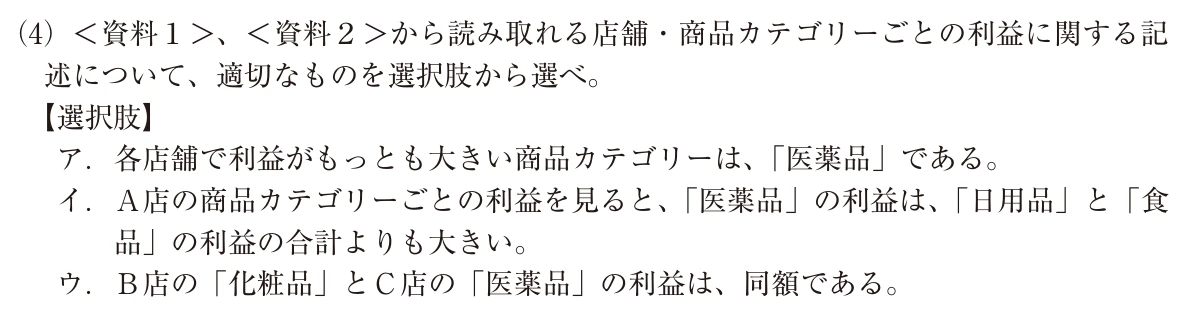 (4) ＜資料１＞、＜資料２＞から読み取れる店舗・商品カテゴリーごとの利益に関する記
述について、適切なものを選択肢から選べ。
【選択肢】
ア．各店舗で利益がもっとも大きい商品カテゴリーは、「医薬品」である。
イ．Ａ店の商品カテゴリーごとの利益を見ると、「医薬品」の利益は、「日用品」と「食
品」の利益の合計よりも大きい。
ウ．Ｂ店の「化粧品」とＣ店の「医薬品」の利益は、同額である。